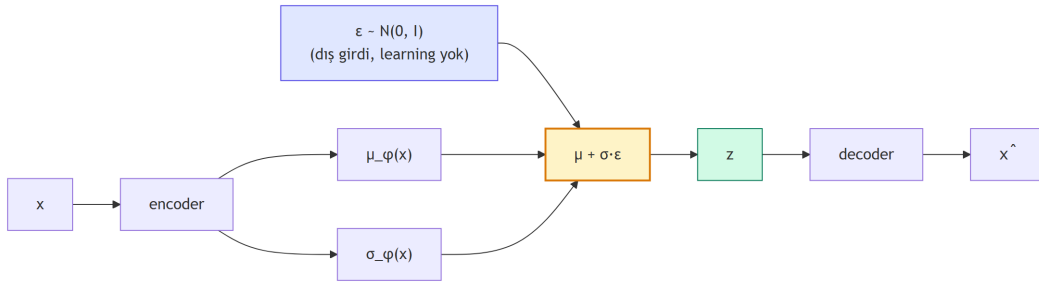 ε ~ N(0, I)
(dış girdi, learning yok)
x
encoder
μ_φ(x)
σ_φ(x)
μ + σ·ε
z
decoder
xˆ